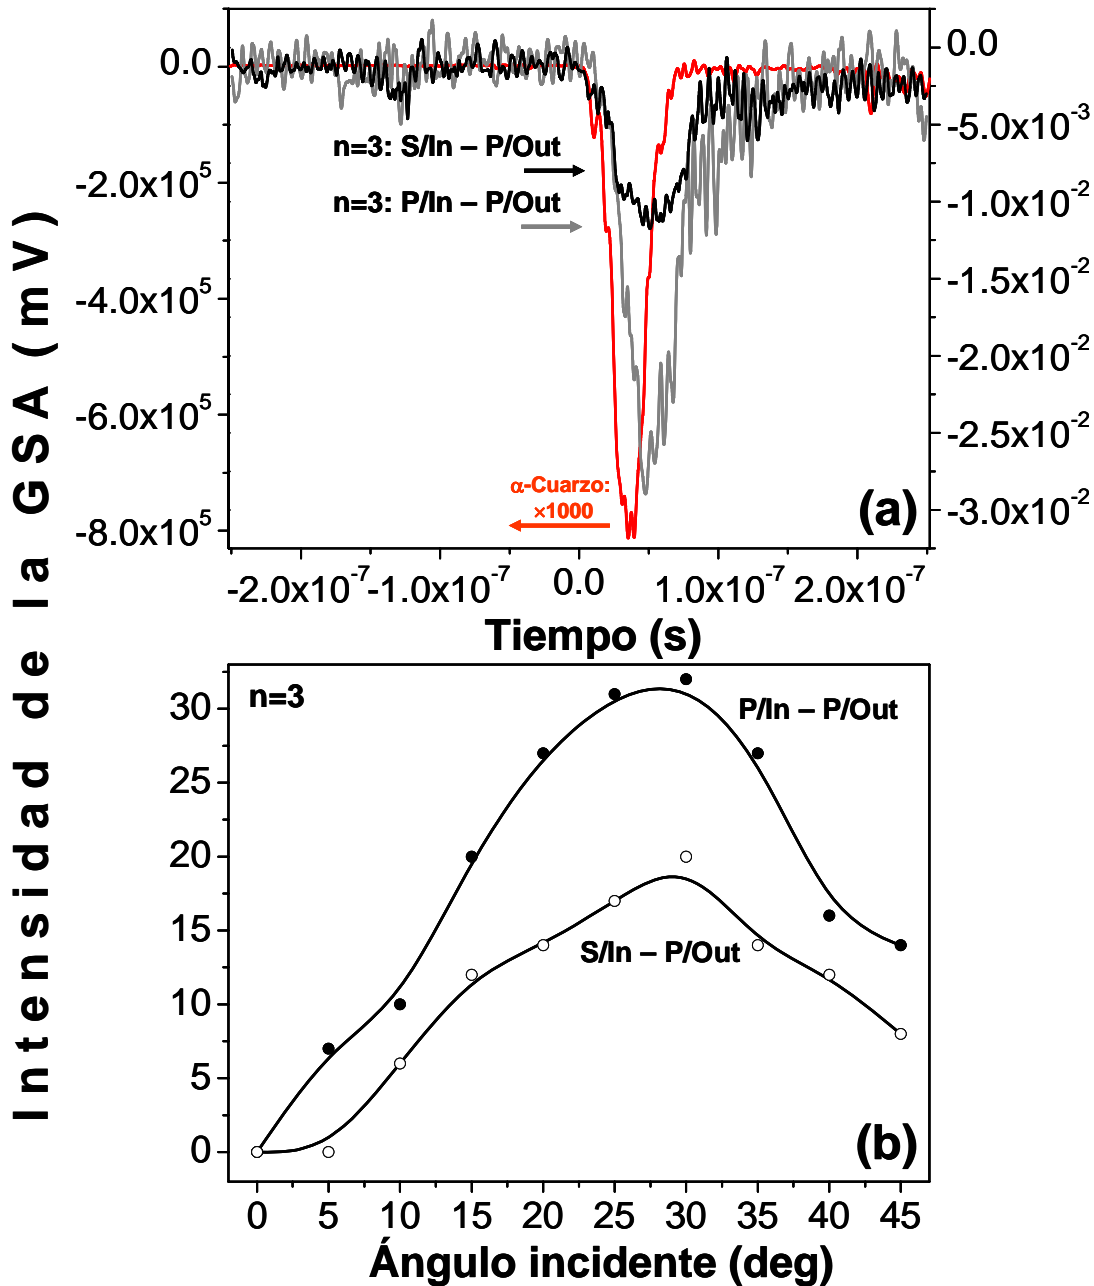 Intensidad de la GSA (mV)
0.0
-2.0x10⁵
-4.0x10⁵
-6.0x10⁵
-8.0x10⁵
0.0
-5.0x10⁻³
-1.0x10⁻²
-1.5x10⁻²
-2.0x10⁻²
-2.5x10⁻²
-3.0x10⁻²
n=3: S/In – P/Out
n=3: P/In – P/Out
α-Cuarzo:
×1000
(a)
-2.0x10⁻⁷ -1.0x10⁻⁷ 0.0 1.0x10⁻⁷ 2.0x10⁻⁷
Tiempo (s)
n=3
P/In – P/Out
S/In – P/Out
30
25
20
15
10
5
0
(b)
0 5 10 15 20 25 30 35 40 45
Ángulo incidente (deg)